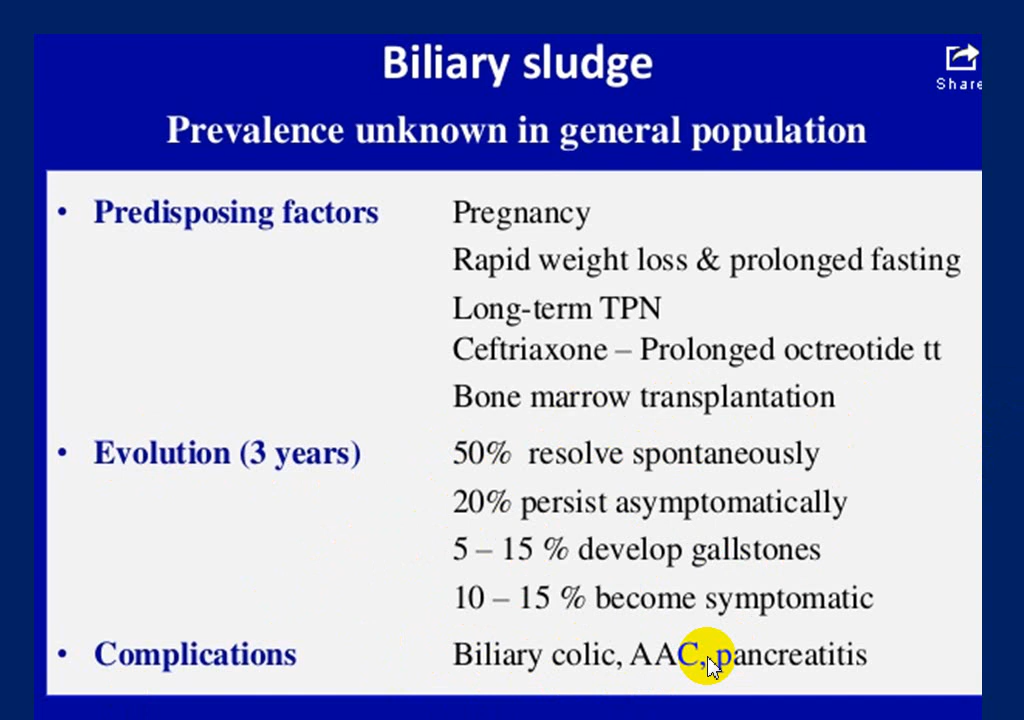 Biliary sludge
Share
Prevalence unknown in general population
• Predisposing factors Pregnancy
Rapid weight loss & prolonged fasting
Long-term TPN
Ceftriaxone – Prolonged octreotide tt
Bone marrow transplantation
• Evolution (3 years) 50% resolve spontaneously
20% persist asymptomatically
5 – 15 % develop gallstones
10 – 15 % become symptomatic
• Complications Biliary colic, AAC, pancreatitis